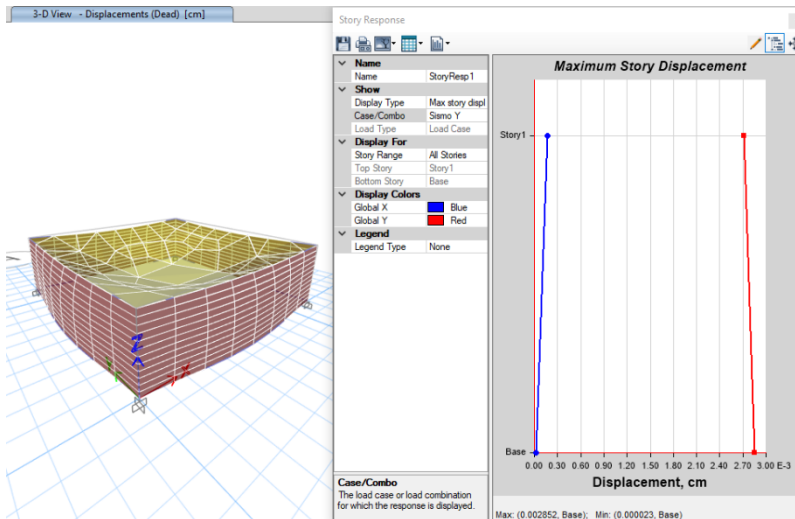 3-D View - Displacements (Dead) [cm]
Story Response
Name
Name StoryResp1
Show
Display Type Max story displ
Case/Combo Sismo Y
Load Type Load Case
Display For
Story Range All Stories
Top Story Story1
Bottom Story Base
Display Colors
Global X Blue
Global Y Red
Legend
Legend Type None
Case/Combo
The load case or load combination
for which the response is displayed.
Maximum Story Displacement
Story1
Base
0.00 0.30 0.60 0.90 1.20 1.50 1.80 2.10 2.40 2.70 3.00 E-3
Displacement, cm
Max: (0.002852, Base); Min: (0.000023, Base)